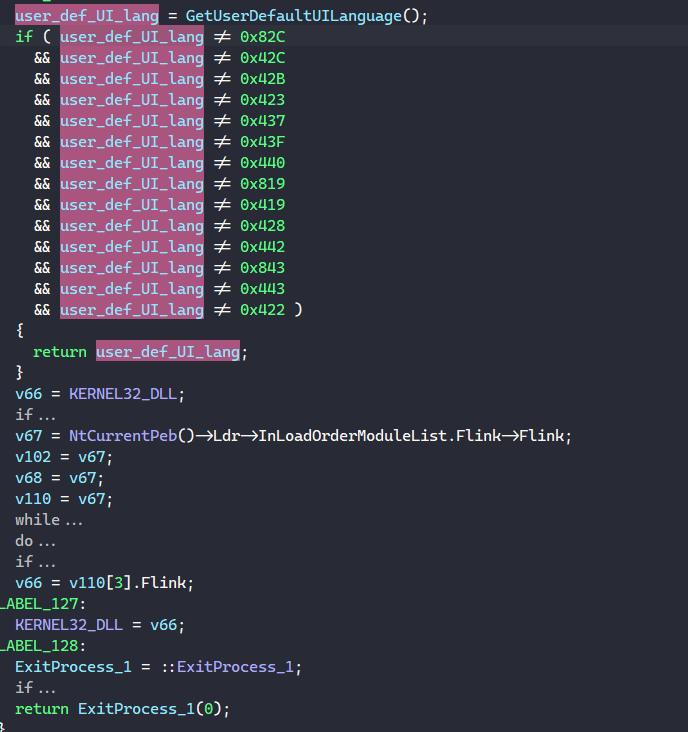 user_def_UI_lang = GetUserDefaultUILanguage();
if ( user_def_UI_lang ≠ 0x82C
&& user_def_UI_lang ≠ 0x42C
&& user_def_UI_lang ≠ 0x42B
&& user_def_UI_lang ≠ 0x423
&& user_def_UI_lang ≠ 0x437
&& user_def_UI_lang ≠ 0x43F
&& user_def_UI_lang ≠ 0x440
&& user_def_UI_lang ≠ 0x819
&& user_def_UI_lang ≠ 0x419
&& user_def_UI_lang ≠ 0x428
&& user_def_UI_lang ≠ 0x442
&& user_def_UI_lang ≠ 0x843
&& user_def_UI_lang ≠ 0x443
&& user_def_UI_lang ≠ 0x422 )
{
return user_def_UI_lang;
}
v66 = KERNEL32_DLL;
if...
v67 = NtCurrentPeb()→Ldr→InLoadOrderModuleList.Flink→Flink;
v102 = v67;
v68 = v67;
v110 = v67;
while...
do...
if...
v66 = v110[3].Flink;
LABEL_127:
KERNEL32_DLL = v66;
LABEL_128:
ExitProcess_1 = ::ExitProcess_1;
if...
return ExitProcess_1(0);
}